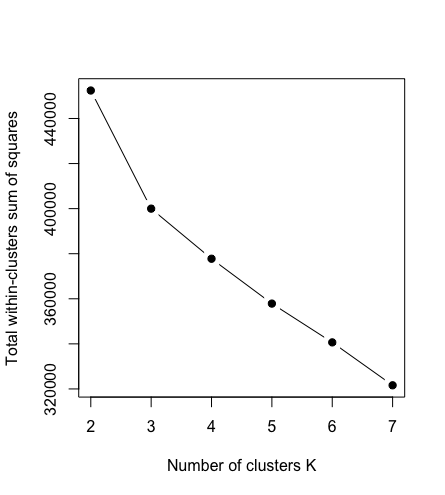 Total within-clusters sum of squares
440000
400000
360000
320000
2 3 4 5 6 7
Number of clusters K